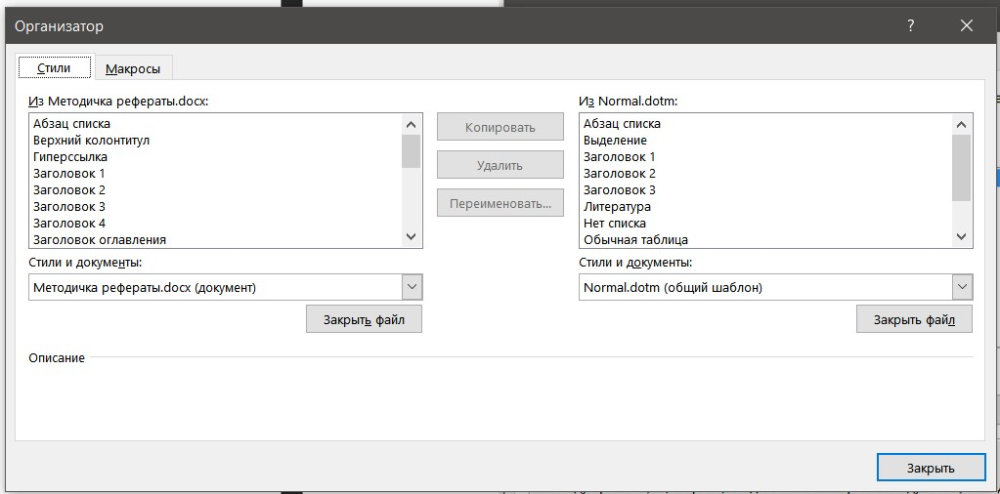 Организатор
Стили
Макросы
Из Методичка рефераты.docx:
Абзац списка
Верхний колонтитул
Гиперссылка
Заголовок 1
Заголовок 2
Заголовок 3
Заголовок 4
Заголовок оглавления
Стили и документы:
Методичка рефераты.docx (документ)
Закрыть файл
Копировать
Удалить
Переименовать...
Из Normal.dotm:
Абзац списка
Выделение
Заголовок 1
Заголовок 2
Заголовок 3
Литература
Нет списка
Обычная таблица
Стили и документы:
Normal.dotm (общий шаблон)
Закрыть файл
Описание
Закрыть